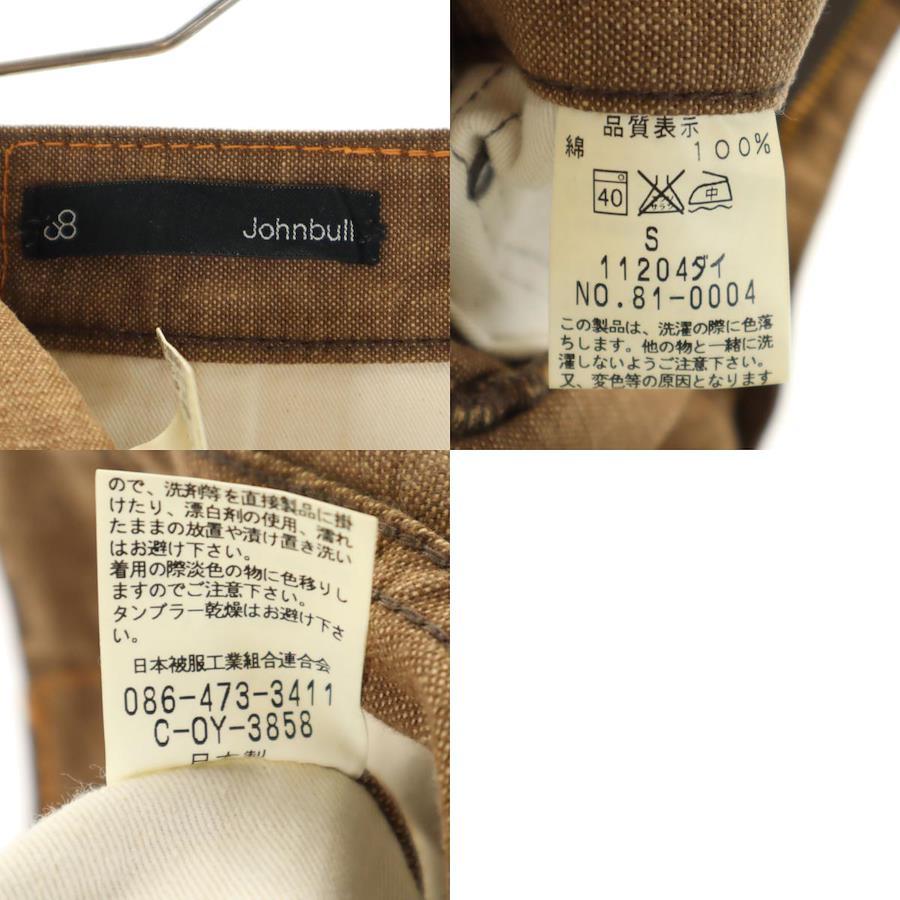 Johnbull
品質表示
綿 100%
40
中
S
11204ダイ
NO.81-0004
この製品は、洗濯の際に色落
ちします。他の物と一緒に洗
濯しないようご注意下さい。
又、変色等の原因となります
ので、洗剤等を直接製品に掛
けたり、漂白剤の使用、濡れ
たままの放置や漬け置き洗い
はお避け下さい。
着用の際淡色の物に色移りし
ますのでご注意下さい。
タンブラー乾燥はお避け下さ
い。
日本被服工業組合連合会
086-473-3411
C-OY-3858
日本製